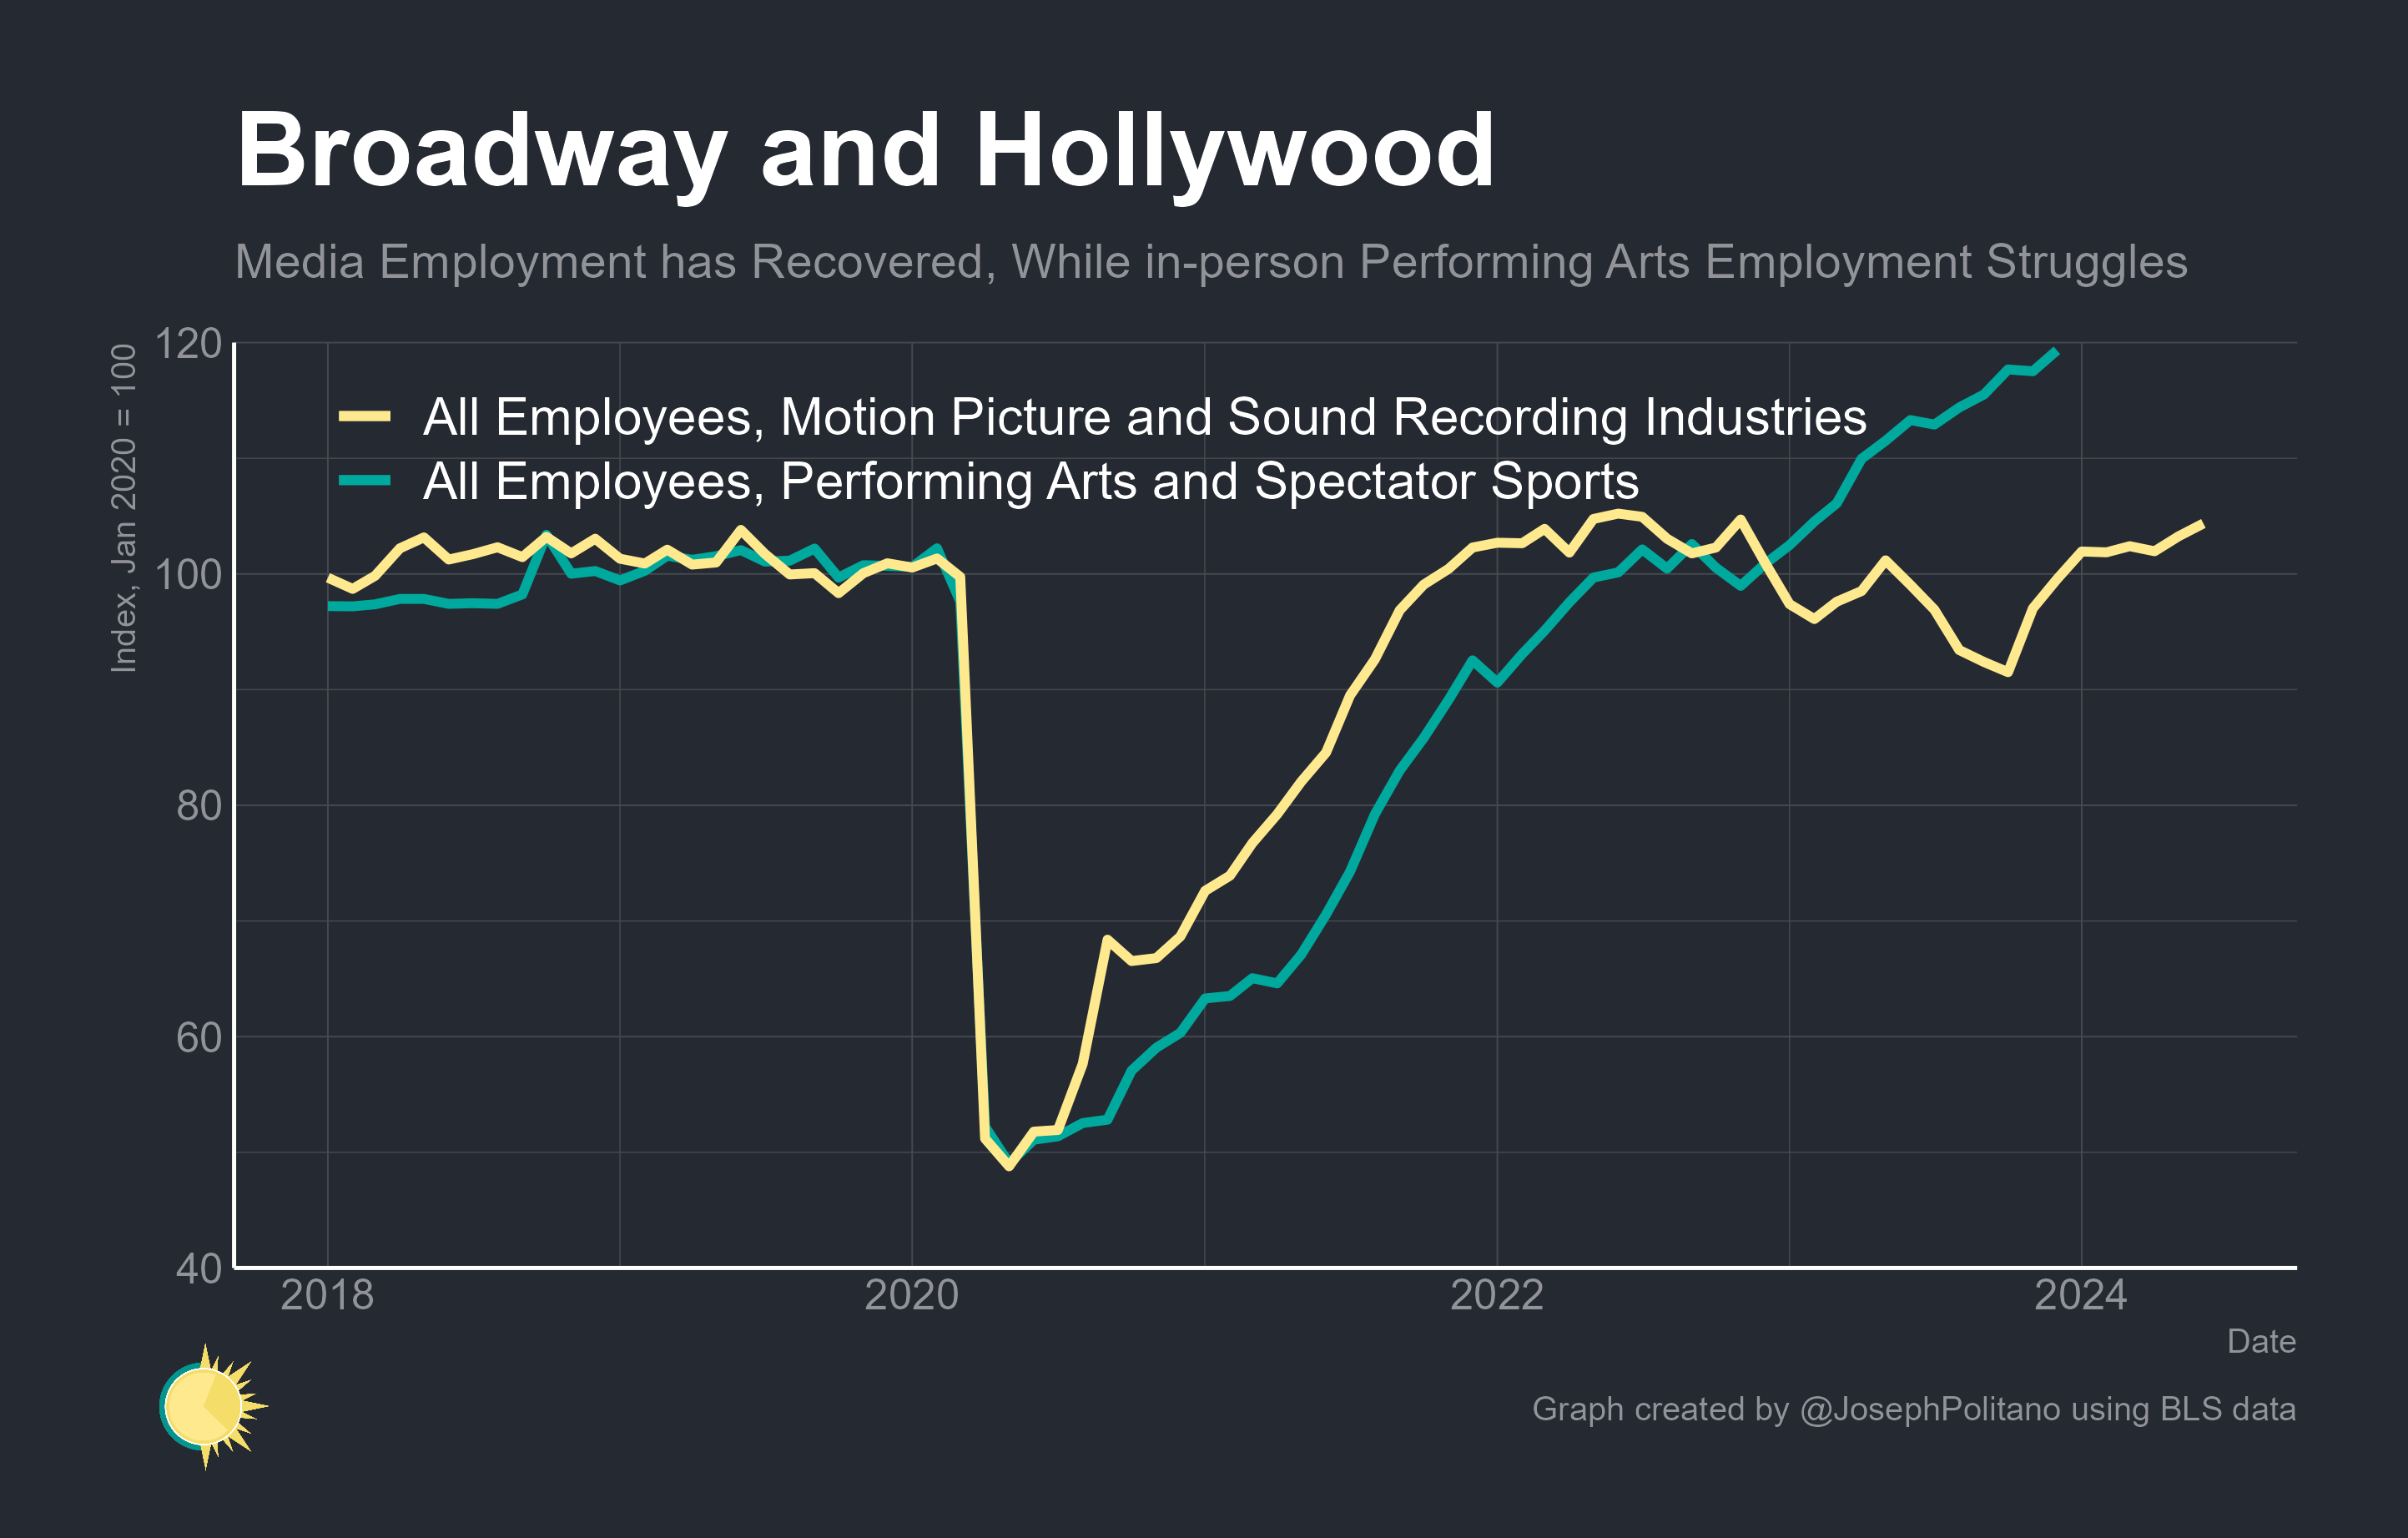 Broadway and Hollywood
Media Employment has Recovered, While in-person Performing Arts Employment Struggles
Index, Jan 2020 = 100
120
100
80
60
40
All Employees, Motion Picture and Sound Recording Industries
All Employees, Performing Arts and Spectator Sports
2018 2020 2022 2024
Date
Graph created by @JosephPolitano using BLS data